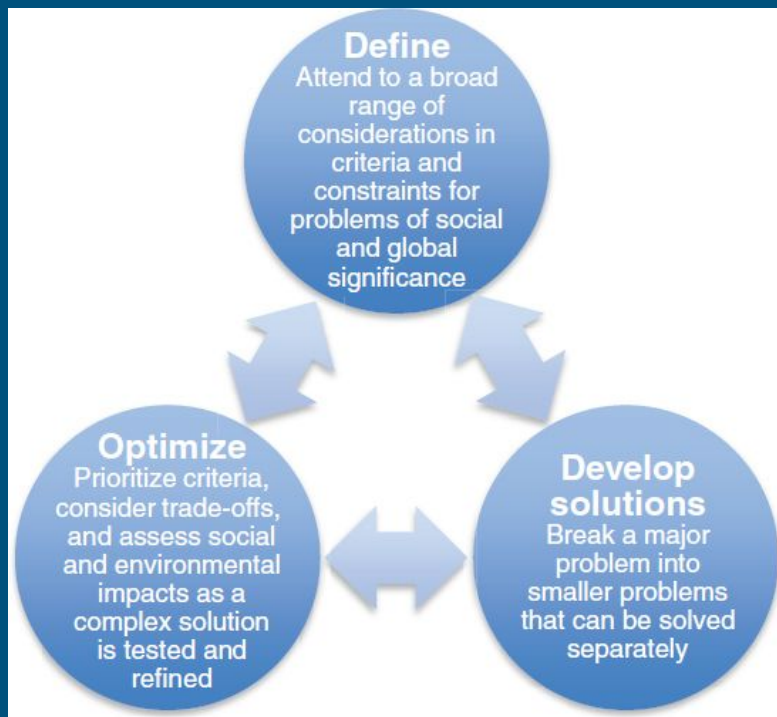 Define
Attend to a broad
range of
considerations in
criteria and
constraints for
problems of social
and global
significance
Optimize
Prioritize criteria,
consider trade-offs,
and assess social
and environmental
impacts as a
complex solution
is tested and
refined
Develop
solutions
Break a major
problem into
smaller problems
that can be solved
separately